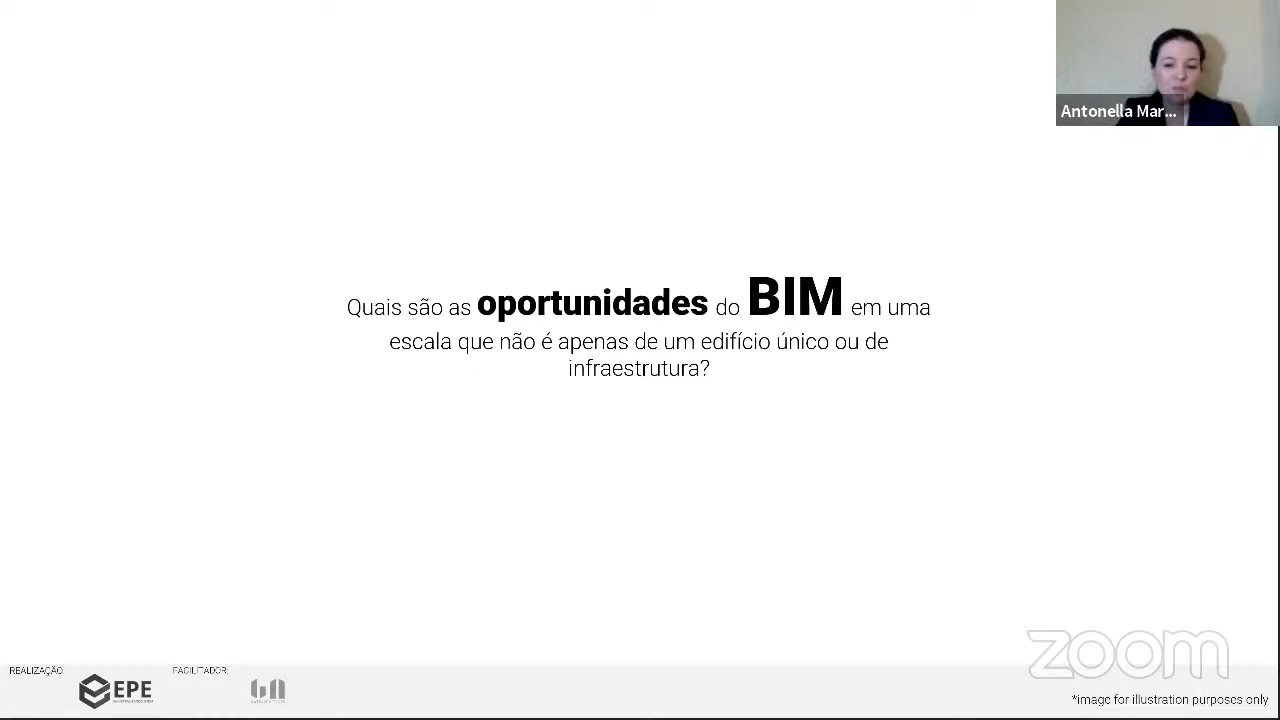 Antonella Mar...
Quais são as oportunidades do BIM em uma
escala que não é apenas de um edifício único ou de
infraestrutura?
zoom
REALIZAÇÃO
FACILITADOR:
EPE
*image for illustration purposes only